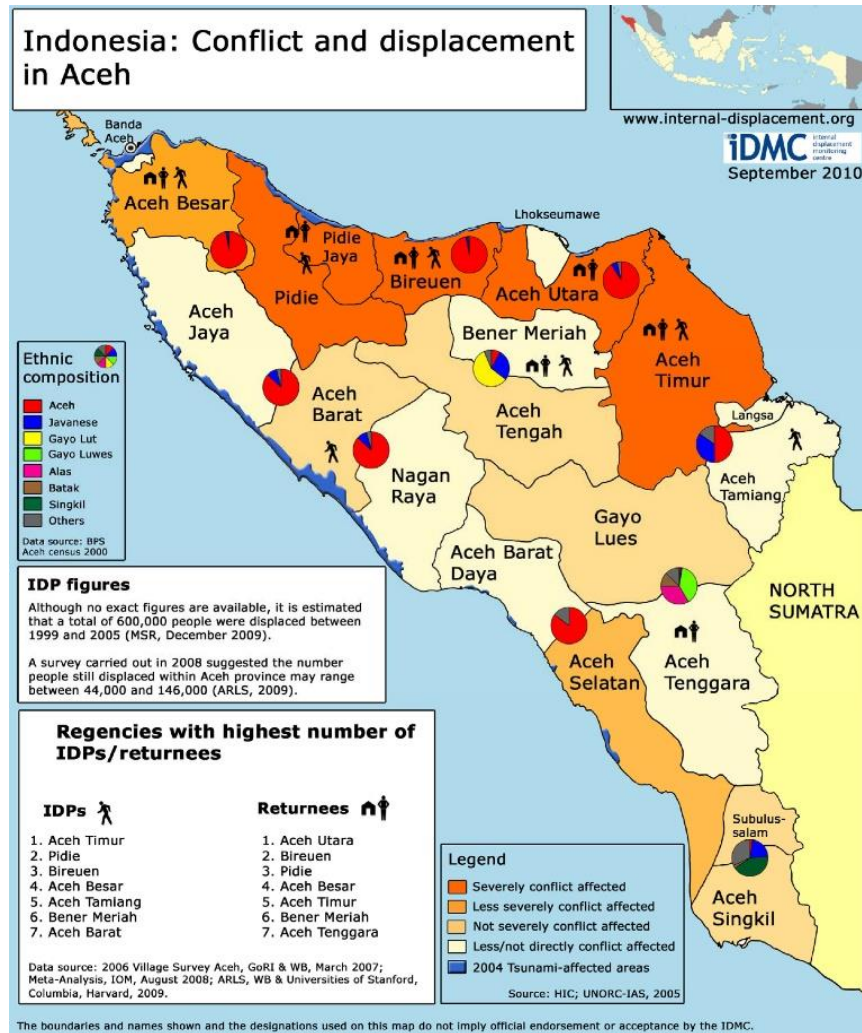 Indonesia: Conflict and displacement
in Aceh
www.internal-displacement.org
iDMC
internal
displacement
monitoring
centre
September 2010
Banda
Aceh
Aceh Besar
Pidie
Jaya
Pidie
Bireuen
Lhokseumawe
Aceh Utara
Aceh
Jaya
Bener Meriah
Aceh
Timur
Aceh
Barat
Aceh
Tengah
Langsa
Aceh
Tamiang
Nagan
Raya
Gayo
Lues
Aceh Barat
Daya
NORTH
SUMATRA
Aceh
Selatan
Aceh
Tenggara
Subulus-
salam
Aceh
Singkil
Ethnic
composition
Aceh
Javanese
Gayo Lut
Gayo Luwes
Alas
Batak
Singkil
Others
Data source: BPS
Aceh census 2000
IDP figures
Although no exact figures are available, it is estimated
that a total of 600,000 people were displaced between
1999 and 2005 (MSR, December 2009).
A survey carried out in 2008 suggested the number
people still displaced within Aceh province may range
between 44,000 and 146,000 (ARLS, 2009).
Regencies with highest number of
IDPs/returnees
IDPs
1. Aceh Timur
2. Pidie
3. Bireuen
4. Aceh Besar
5. Aceh Tamiang
6. Bener Meriah
7. Aceh Barat
Returnees
1. Aceh Utara
2. Bireuen
3. Pidie
4. Aceh Besar
5. Aceh Timur
6. Bener Meriah
7. Aceh Tenggara
Data source: 2006 Village Survey Aceh, GoRI & WB, March 2007;
Meta-Analysis, IOM, August 2008; ARLS, WB & Universities of Stanford,
Columbia, Harvard, 2009.
Legend
Severely conflict affected
Less severely conflict affected
Not severely conflict affected
Less/not directly conflict affected
2004 Tsunami-affected areas
Source: HIC; UNORC-IAS, 2005
The boundaries and names shown and the designations used on this map do not imply official endorsement or acceptance by the IDMC.